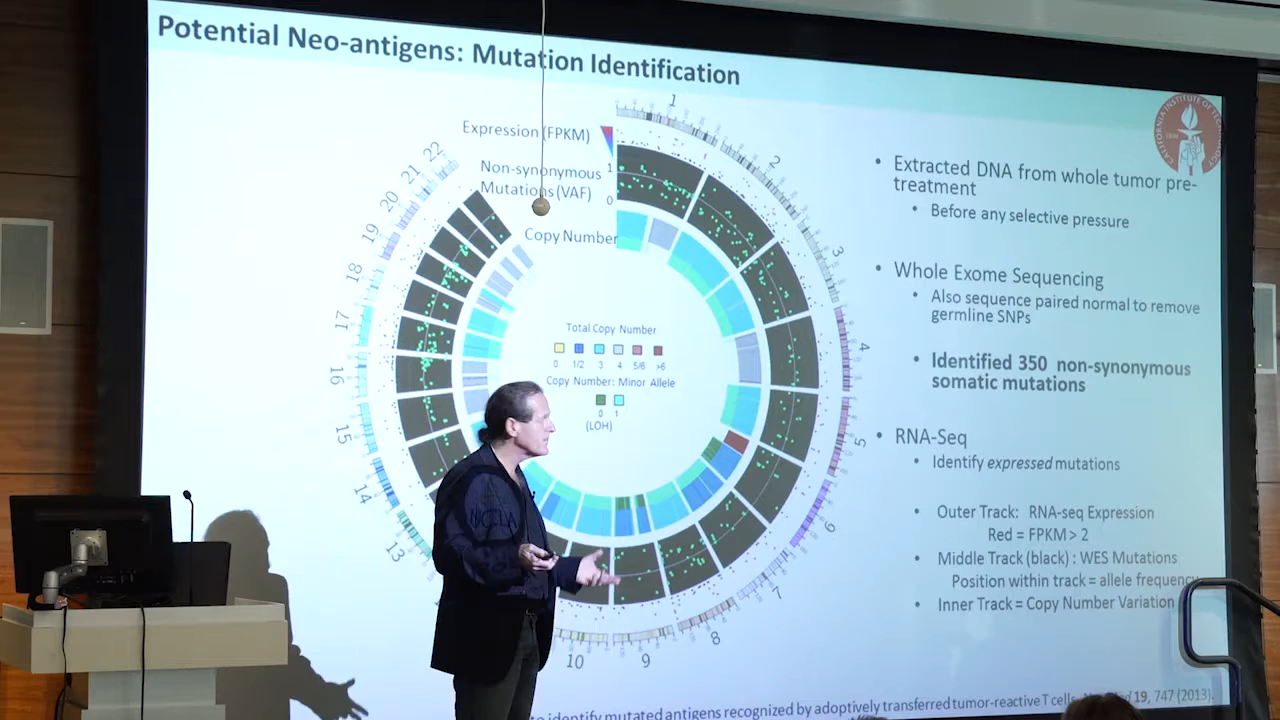 Potential Neo-antigens: Mutation Identification
Expression (FPKM)
Non-synonymous
Mutations (VAF)
1
0
Copy Number
1
2
3
4
5
6
7
8
9
10
13
14
15
16
17
18
19
20
21
22
Total Copy Number
0 1/2 3 4 5/6 >6
Copy Number: Minor Allele
0 1
(LOH)
• Extracted DNA from whole tumor pre-
treatment
• Before any selective pressure
• Whole Exome Sequencing
• Also sequence paired normal to remove
germline SNPs
• Identified 350 non-synonymous
somatic mutations
• RNA-Seq
• Identify expressed mutations
• Outer Track: RNA-seq Expression
Red = FPKM > 2
• Middle Track (black) : WES Mutations
Position within track = allele frequency
• Inner Track = Copy Number Variation
to identify mutated antigens recognized by adoptively transferred tumor-reactive T cells. 19, 747 (2013).
CALIFORNIA INSTITUTE OF